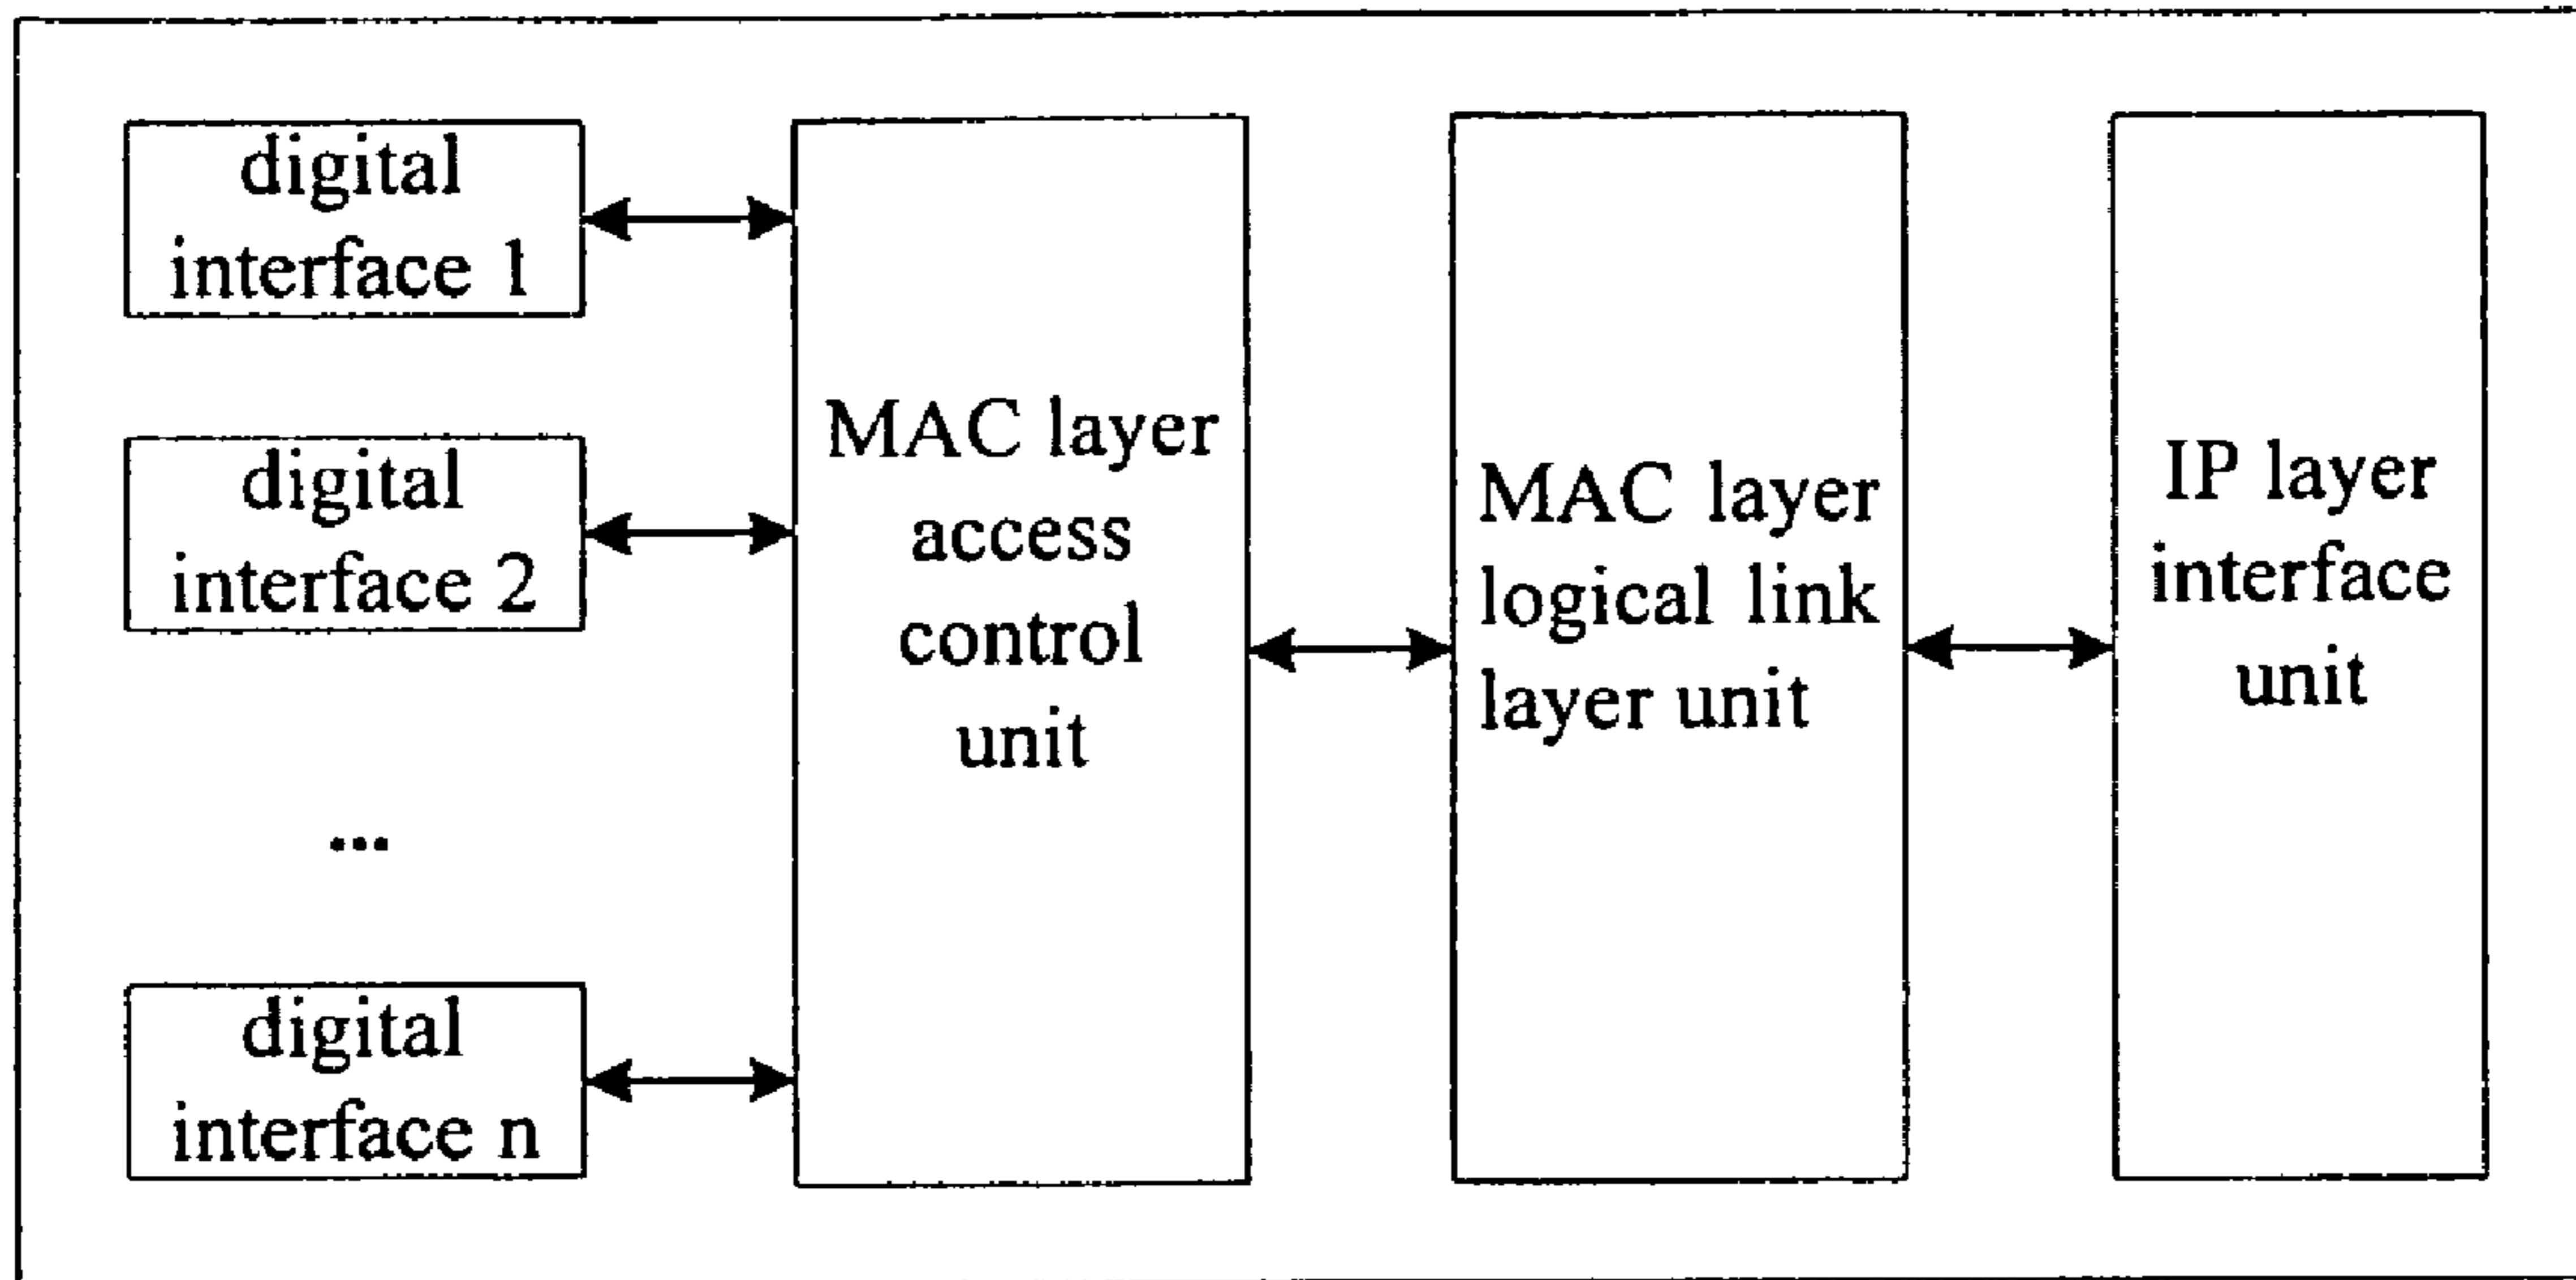 digital
interface 1
digital
interface 2
...
digital
interface n
MAC layer
access
control
unit
MAC layer
logical link
layer unit
IP layer
interface
unit